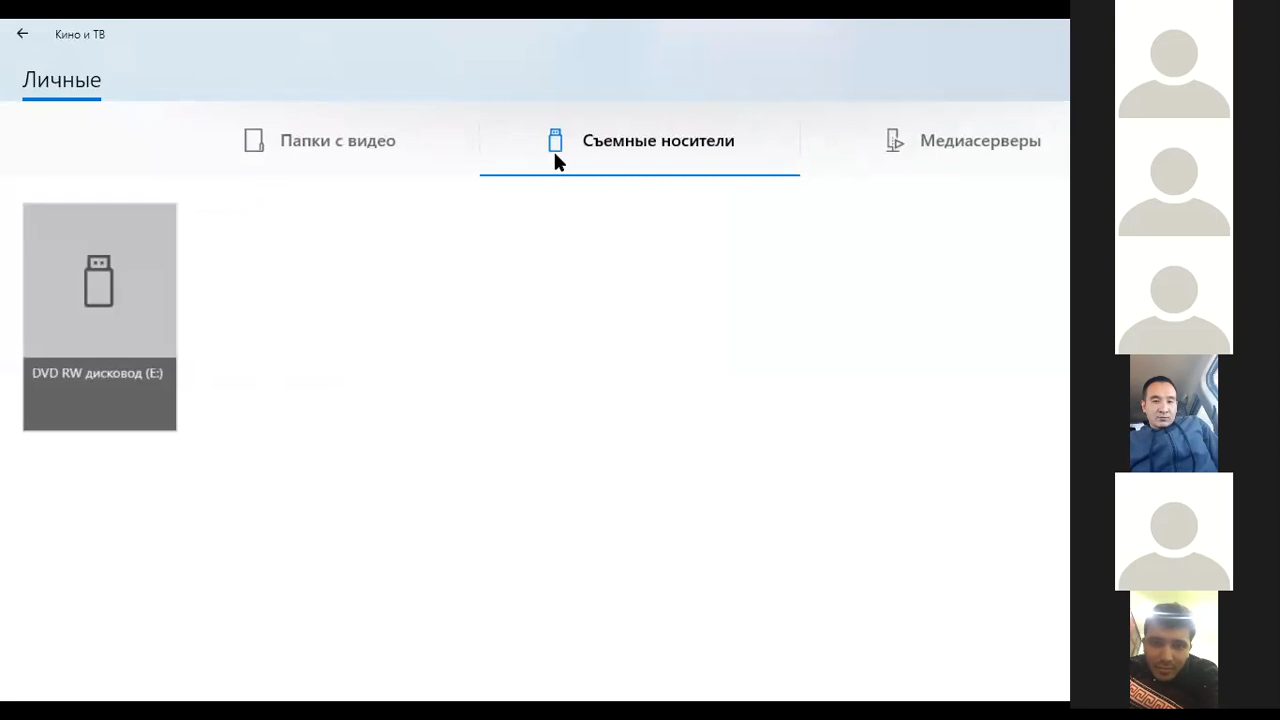 Кино и ТВ
Личные
Папки с видео
Съемные носители
Медиасерверы
DVD RW дисковод (E:)